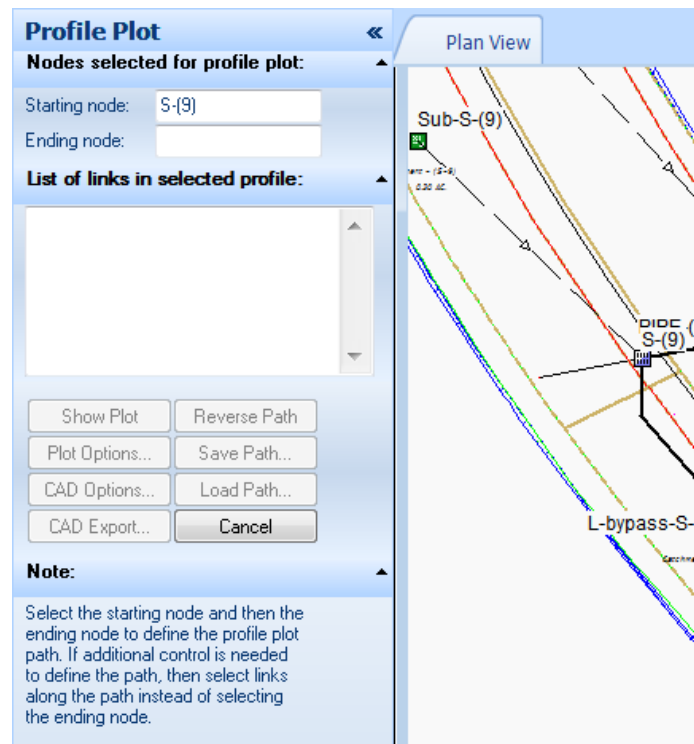 Profile Plot «
Nodes selected for profile plot:
Starting node: S-(9)
Ending node:
List of links in selected profile:
Show Plot Reverse Path
Plot Options... Save Path...
CAD Options... Load Path...
CAD Export... Cancel
Note:
Select the starting node and then the
ending node to define the profile plot
path. If additional control is needed
to define the path, then select links
along the path instead of selecting
the ending node.
Plan View
Sub-S-(9)
0.20 AC.
PIPE-(
S-(9)
L-bypass-S-